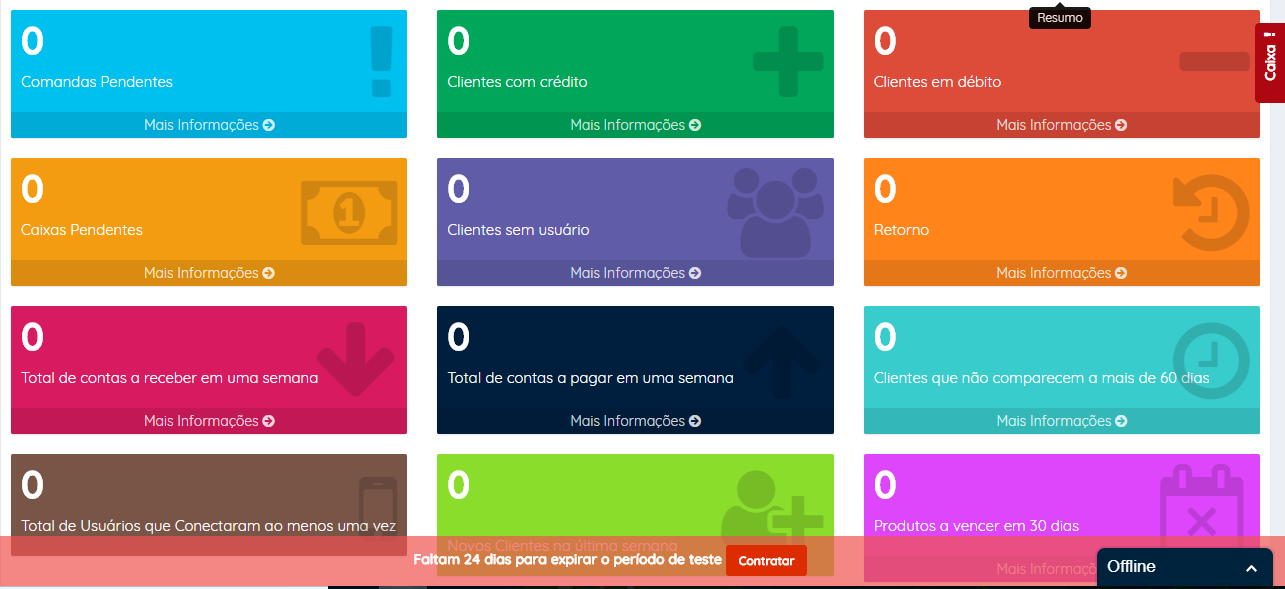 Resumo
0
Comandas Pendentes
Mais Informações
0
Clientes com crédito
Mais Informações
0
Clientes em débito
Mais Informações
Caixa
0
Caixas Pendentes
Mais Informações
0
Clientes sem usuário
Mais Informações
0
Retorno
Mais Informações
0
Total de contas a receber em uma semana
Mais Informações
0
Total de contas a pagar em uma semana
Mais Informações
0
Clientes que não comparecem a mais de 60 dias
Mais Informações
0
Total de Usuários que Conectaram ao menos uma vez
0
Novos Clientes na última semana
0
Produtos a vencer em 30 dias
Mais Informaçõ
Faltam 24 dias para expirar o período de teste
Contratar
Offline